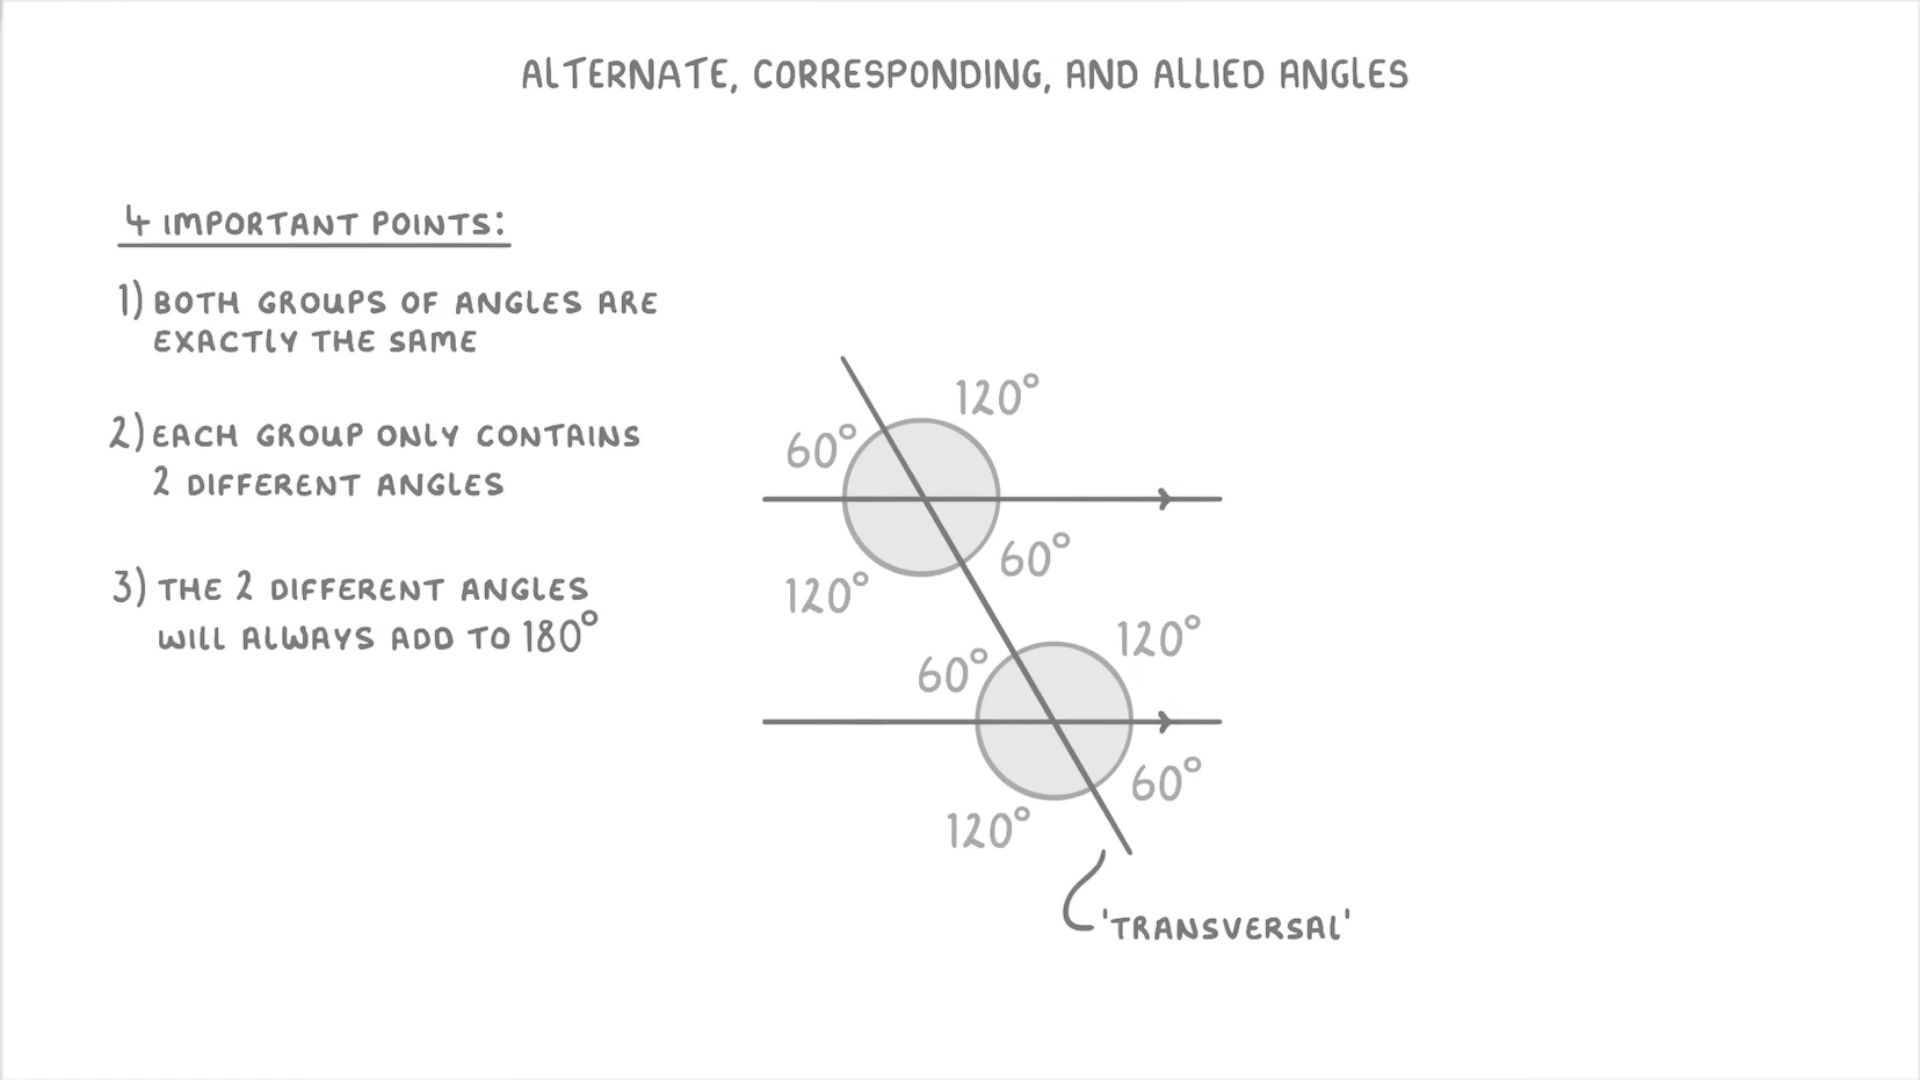 ALTERNATE, CORRESPONDING, AND ALLIED ANGLES
4 IMPORTANT POINTS:
1) BOTH GROUPS OF ANGLES ARE
EXACTLY THE SAME
2) EACH GROUP ONLY CONTAINS
2 DIFFERENT ANGLES
3) THE 2 DIFFERENT ANGLES
WILL ALWAYS ADD TO 180°
120°
60°
60°
120°
120°
60°
60°
120°
'TRANSVERSAL'